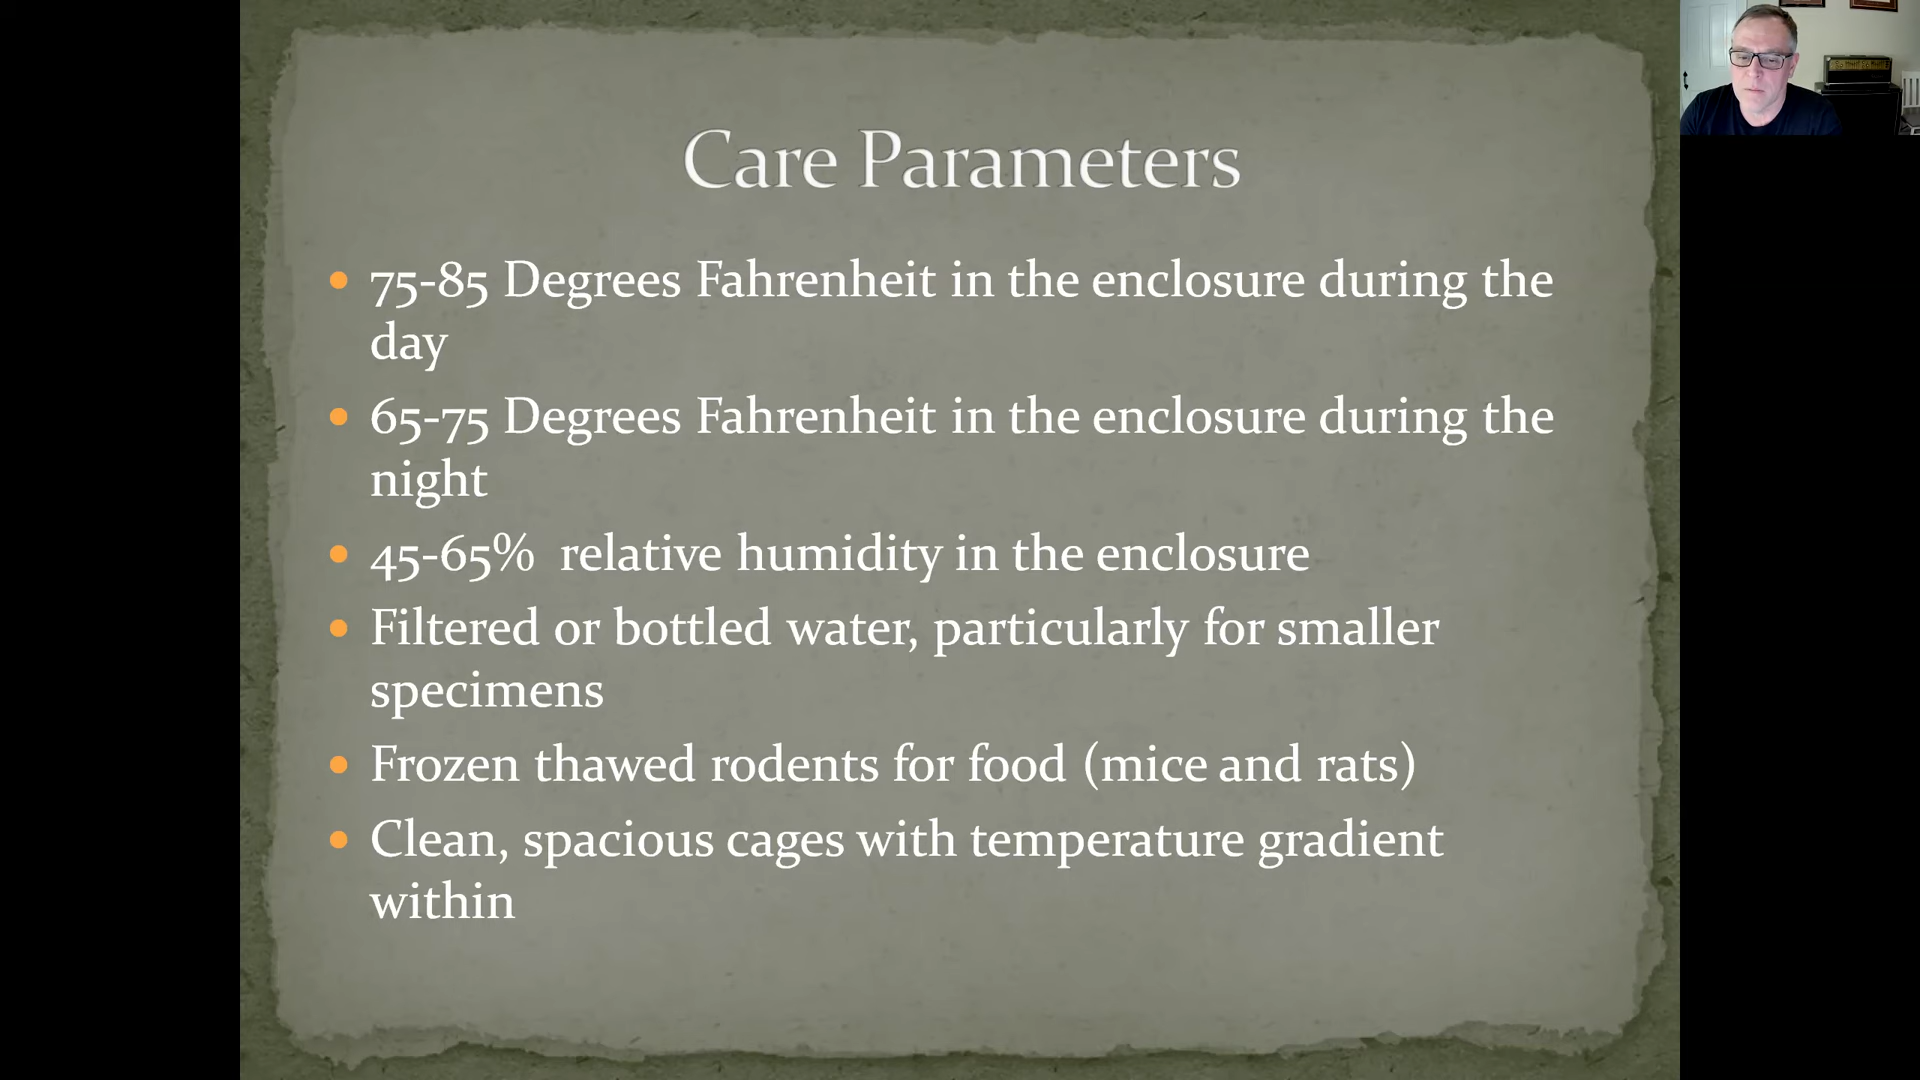 Care Parameters
75-85 Degrees Fahrenheit in the enclosure during the
day
65-75 Degrees Fahrenheit in the enclosure during the
night
45-65%  relative humidity in the enclosure
Filtered or bottled water, particularly for smaller
specimens
Frozen thawed rodents for food (mice and rats)
Clean, spacious cages with temperature gradient
within